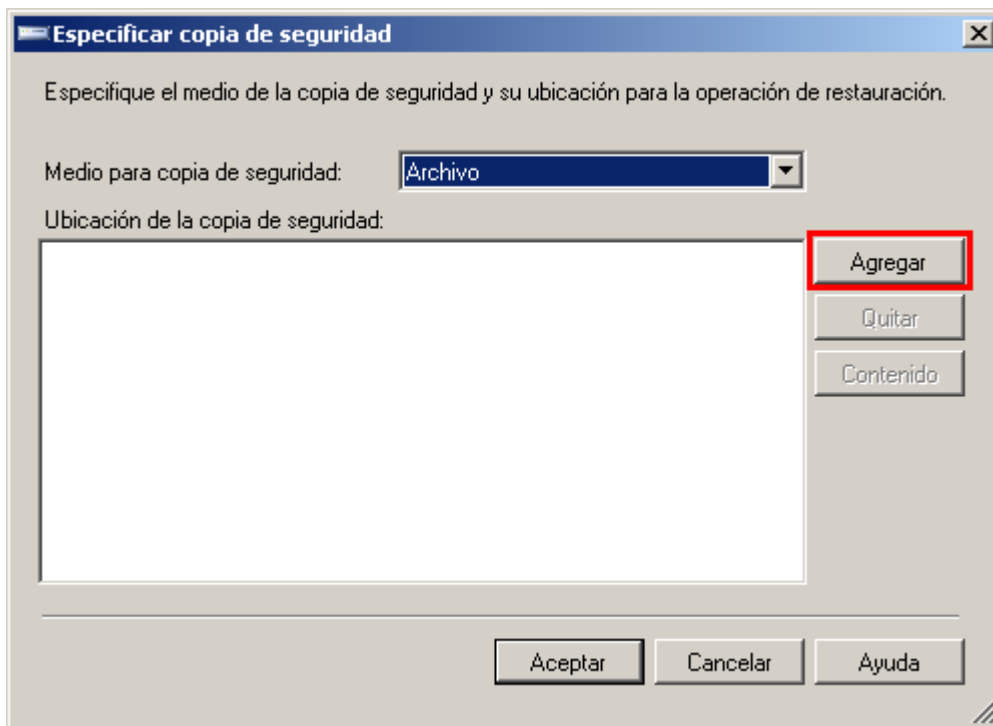 Especificar copia de seguridad
Especifique el medio de la copia de seguridad y su ubicación para la operación de restauración.
Medio para copia de seguridad:
Archivo
Ubicación de la copia de seguridad:
Agregar
Quitar
Contenido
Aceptar
Cancelar
Ayuda